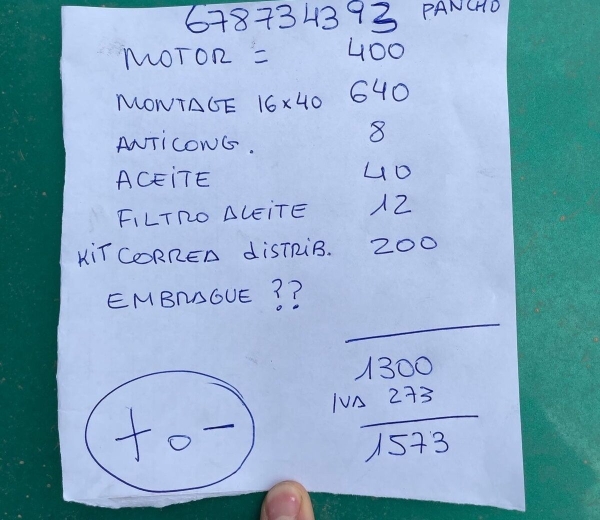 678734393 PANCHO
MOTOR = 400
MONTAGE 16x40 640
ANTICONG. 8
ACEITE 40
FILTRO ACEITE 12
KIT CORREA distRIB. 200
EMBRAGUE ??
1300
IVA 273
+ o - 1573